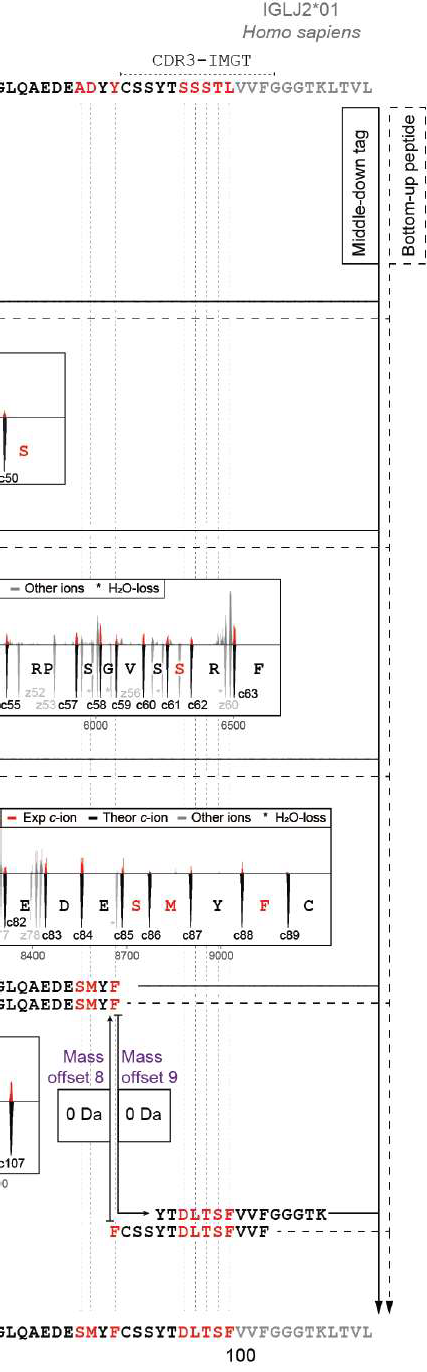 IGLJ2*01
Homo sapiens
CDR3-IMGT
GLQAEDEADYYCSSYTSSSTLVVFGGGTKLTVL
Middle-down tag
Bottom-up peptide
S
c50
Other ions * H₂O-loss
RP S G V S S R F
z52 z56
c55 z53 c57 c58 c59 c60 c61 c62 z60 c63
6000 6500
Exp c-ion Theor c-ion Other ions * H₂O-loss
E D E S M Y F C
c82
z78 c83 c84 c85 c86 c87 c88 c89
8400 8700 9000
GLQAEDESMYF
GLQAEDESMYF
Mass offset 8
Mass offset 9
0 Da 0 Da
c107
YTDLTSFVVFGGGTK
FCSSYTDLTSFVVF
GLQAEDESMYFCSSYTDLTSFVVFGGGTKLTVL
100